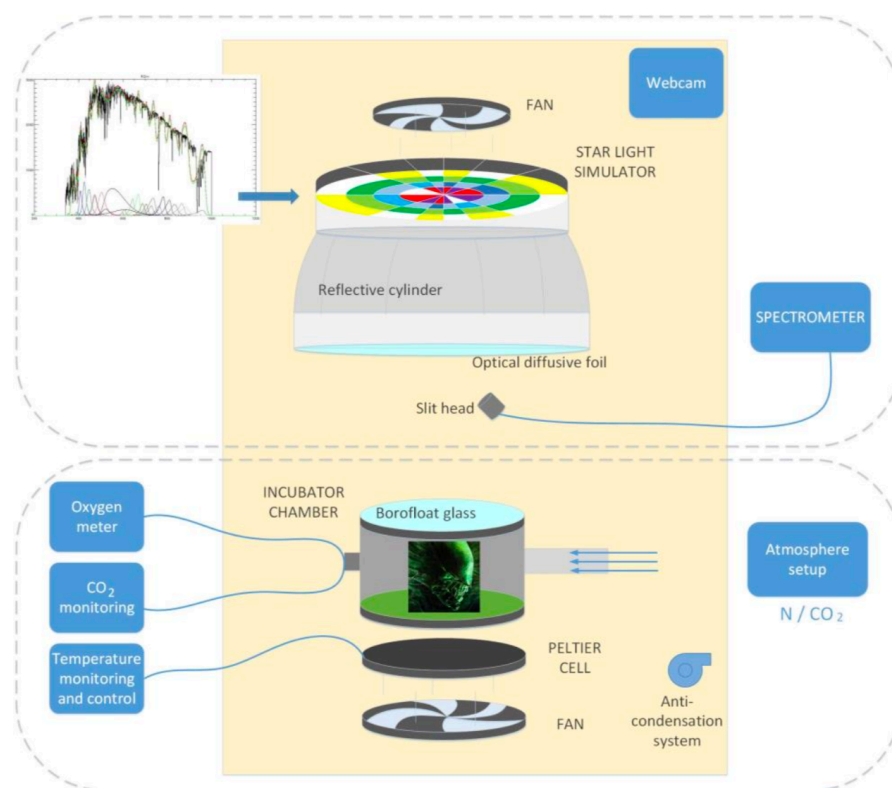 Webcam
FAN
STAR LIGHT
SIMULATOR
Reflective cylinder
SPECTROMETER
Optical diffusive foil
Slit head
INCUBATOR
CHAMBER
Borofloat glass
Oxygen
meter
Atmosphere
setup
CO₂
monitoring
N / CO₂
Temperature
monitoring
and control
PELTIER
CELL
FAN
Anti-
condensation
system